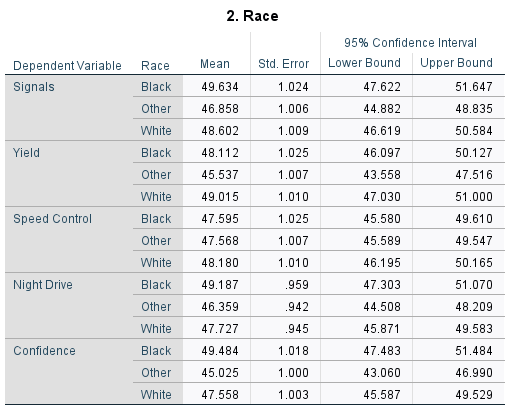 2. Race
95% Confidence Interval
Dependent Variable Race Mean Std. Error Lower Bound Upper Bound
Signals Black 49.634 1.024 47.622 51.647
Other 46.858 1.006 44.882 48.835
White 48.602 1.009 46.619 50.584
Yield Black 48.112 1.025 46.097 50.127
Other 45.537 1.007 43.558 47.516
White 49.015 1.010 47.030 51.000
Speed Control Black 47.595 1.025 45.580 49.610
Other 47.568 1.007 45.589 49.547
White 48.180 1.010 46.195 50.165
Night Drive Black 49.187 .959 47.303 51.070
Other 46.359 .942 44.508 48.209
White 47.727 .945 45.871 49.583
Confidence Black 49.484 1.018 47.483 51.484
Other 45.025 1.000 43.060 46.990
White 47.558 1.003 45.587 49.529